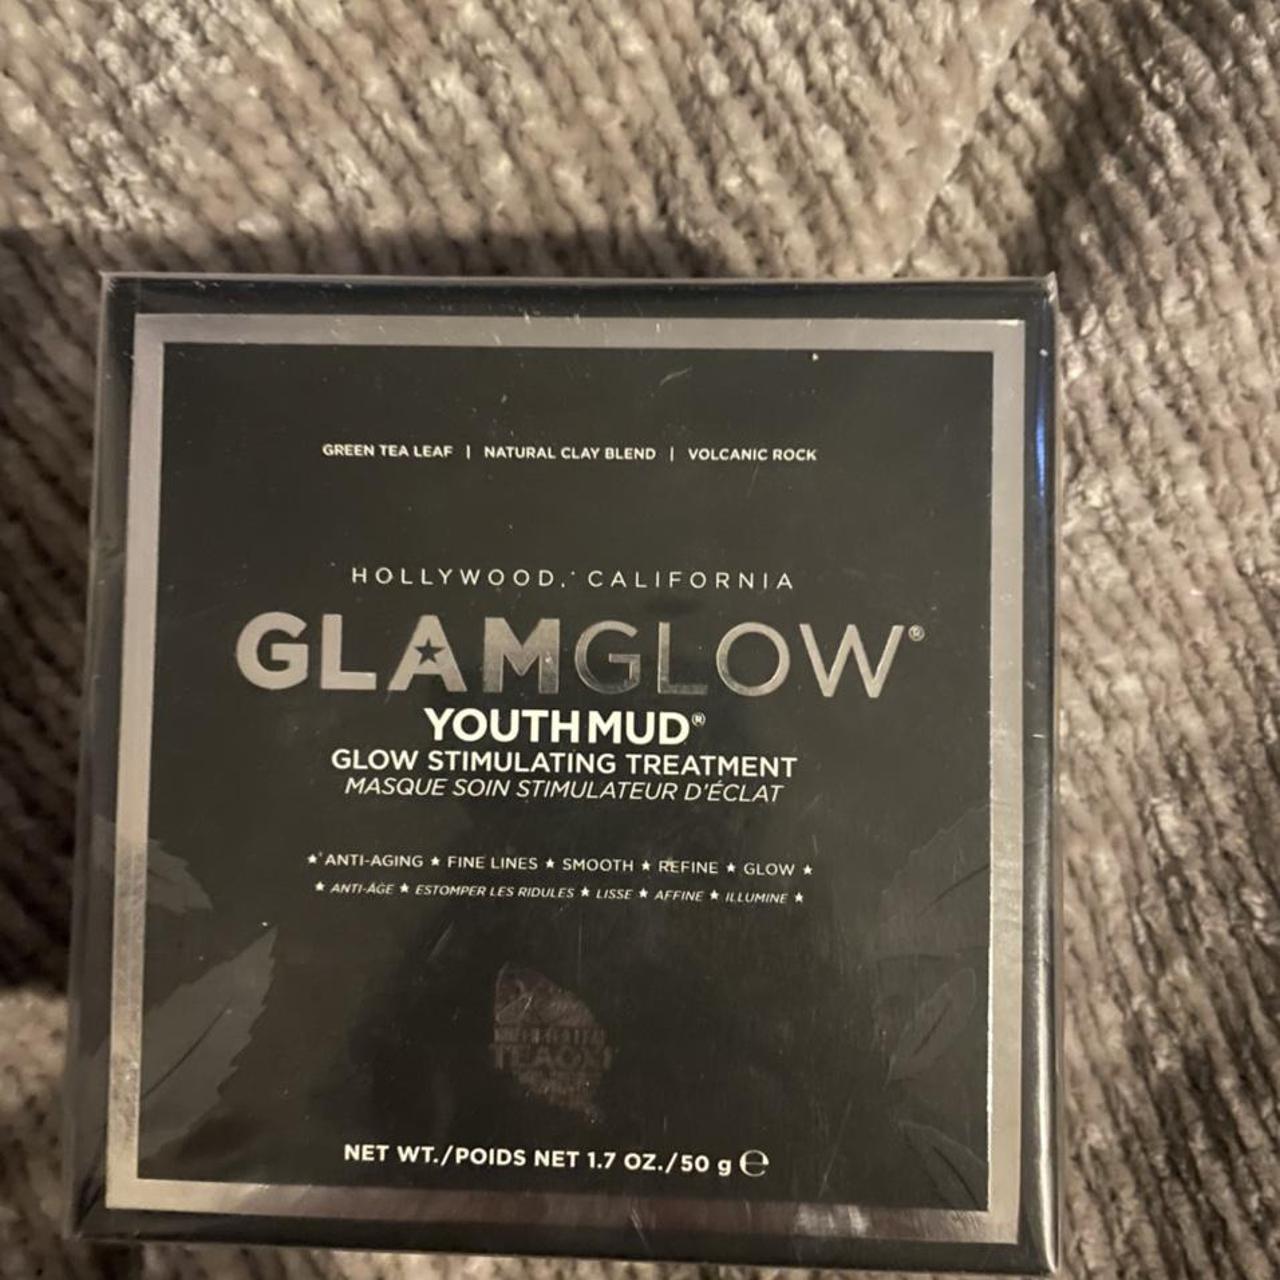 GREEN TEA LEAF | NATURAL CLAY BLEND | VOLCANIC ROCK
HOLLYWOOD, CALIFORNIA
GLAMGLOW®
YOUTHMUD®
GLOW STIMULATING TREATMENT
MASQUE SOIN STIMULATEUR D'ÉCLAT
★ ANTI-AGING ★ FINE LINES ★ SMOOTH ★ REFINE ★ GLOW ★
★ ANTI-ÂGE ★ ESTOMPER LES RIDULES ★ LISSE ★ AFFINE ★ ILLUMINE ★
TEAOXI
NET WT./POIDS NET 1.7 OZ./50 g ℮